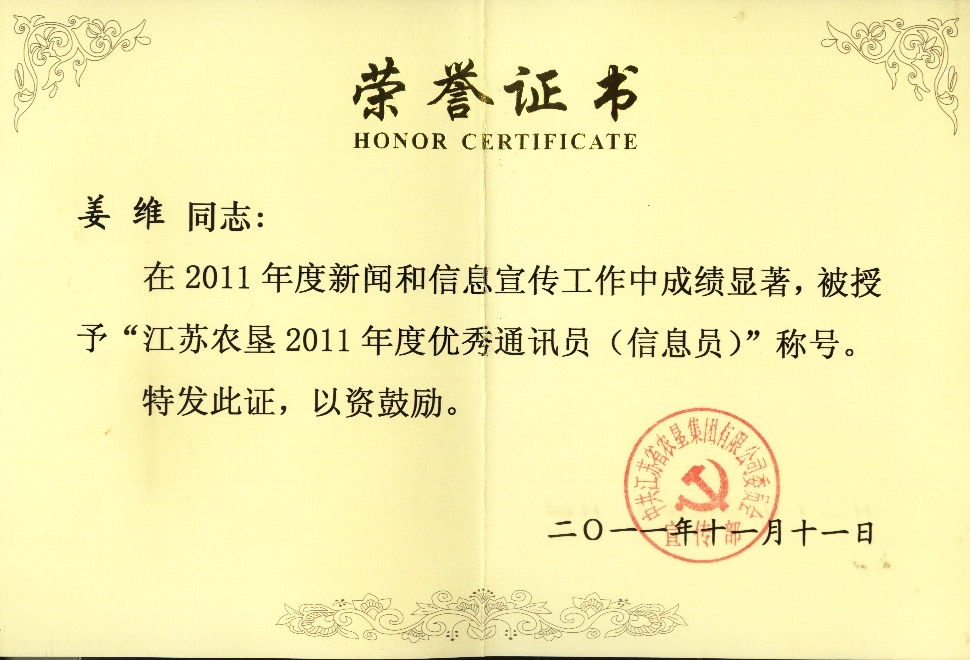 荣誉证书
HONOR CERTIFICATE
姜 维 同志：
在 2011 年度新闻和信息宣传工作中成绩显著，被授
予“江苏农垦 2011 年度优秀通讯员（信息员）”称号。
特发此证，以资鼓励。
中共江苏省农垦集团有限公司委员会
宣传部
二〇一一年十一月十一日